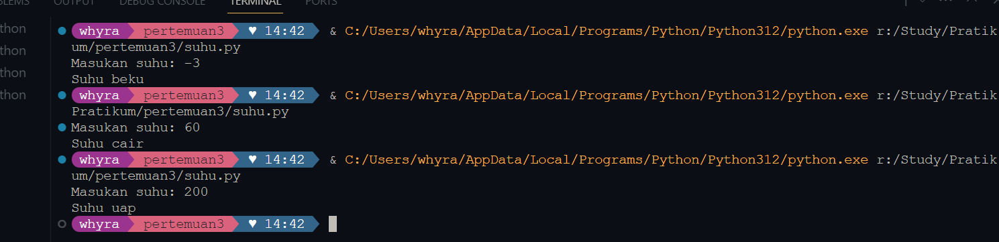 OUTPUT DEBUG CONSOLE TERMINAL PORTS
whyra pertemuan3 ♥ 14:42 & C:/Users/whyra/AppData/Local/Programs/Python/Python312/python.exe r:/Study/Pratik
um/pertemuan3/suhu.py
Masukan suhu: -3
Suhu beku
whyra pertemuan3 ♥ 14:42 & C:/Users/whyra/AppData/Local/Programs/Python/Python312/python.exe r:/Study/Pratik
Pratikum/pertemuan3/suhu.py
Masukan suhu: 60
Suhu cair
whyra pertemuan3 ♥ 14:42 & C:/Users/whyra/AppData/Local/Programs/Python/Python312/python.exe r:/Study/Pratik
um/pertemuan3/suhu.py
Masukan suhu: 200
Suhu uap
whyra pertemuan3 ♥ 14:42
thon
thon
thon
thon